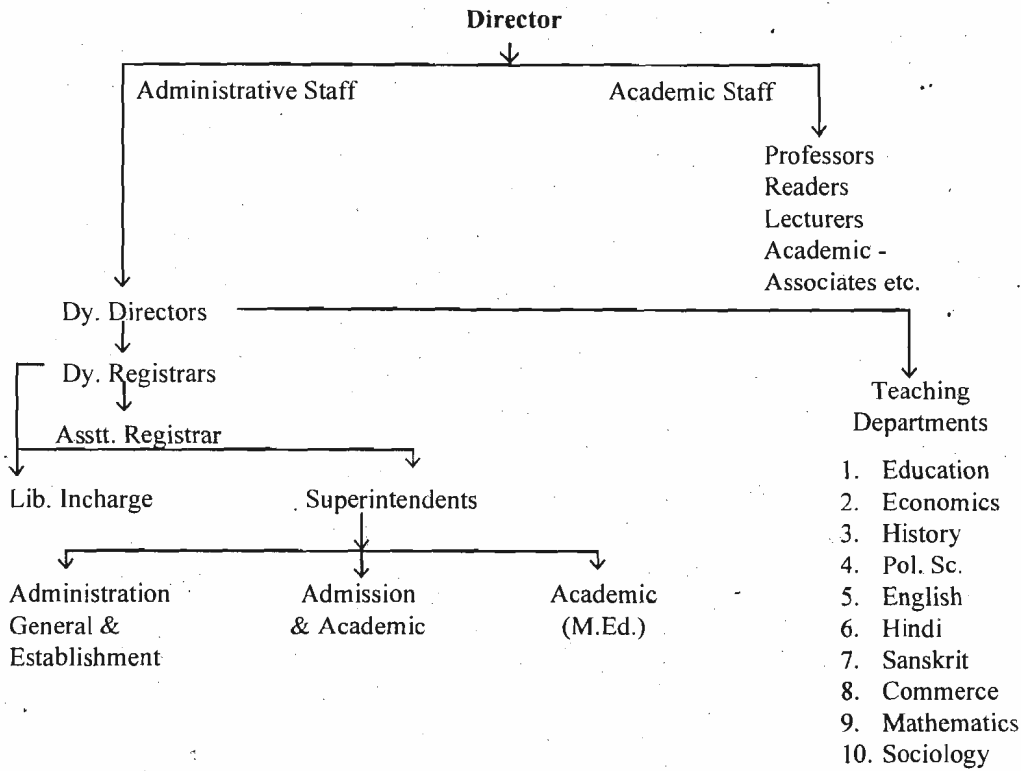 Director
Administrative Staff
Academic Staff
Professors
Readers
Lecturers
Academic -
Associates etc.
Dy. Directors
Dy. Registrars
Asstt. Registrar
Lib. Incharge
Superintendents
Administration
General &
Establishment
Admission
& Academic
Academic
(M.Ed.)
Teaching
Departments
1. Education
2. Economics
3. History
4. Pol. Sc.
5. English
6. Hindi
7. Sanskrit
8. Commerce
9. Mathematics
10. Sociology